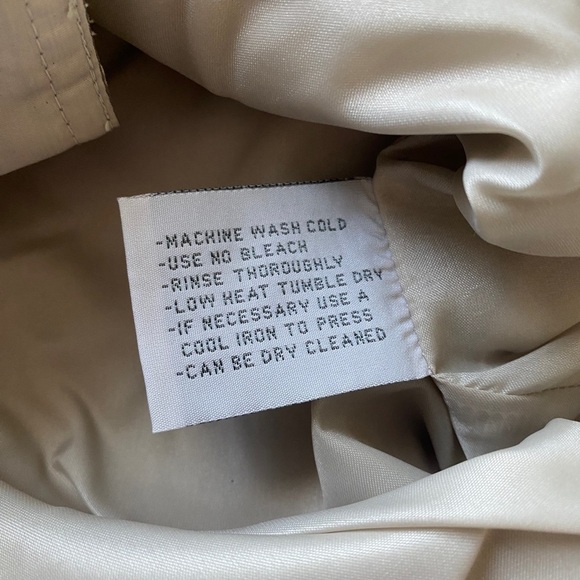 -MACHINE WASH COLD
-USE NO BLEACH
-RINSE THOROUGHLY
-LOW HEAT TUMBLE DRY
-IF NECESSARY USE A
COOL IRON TO PRESS
-CAN BE DRY CLEANED